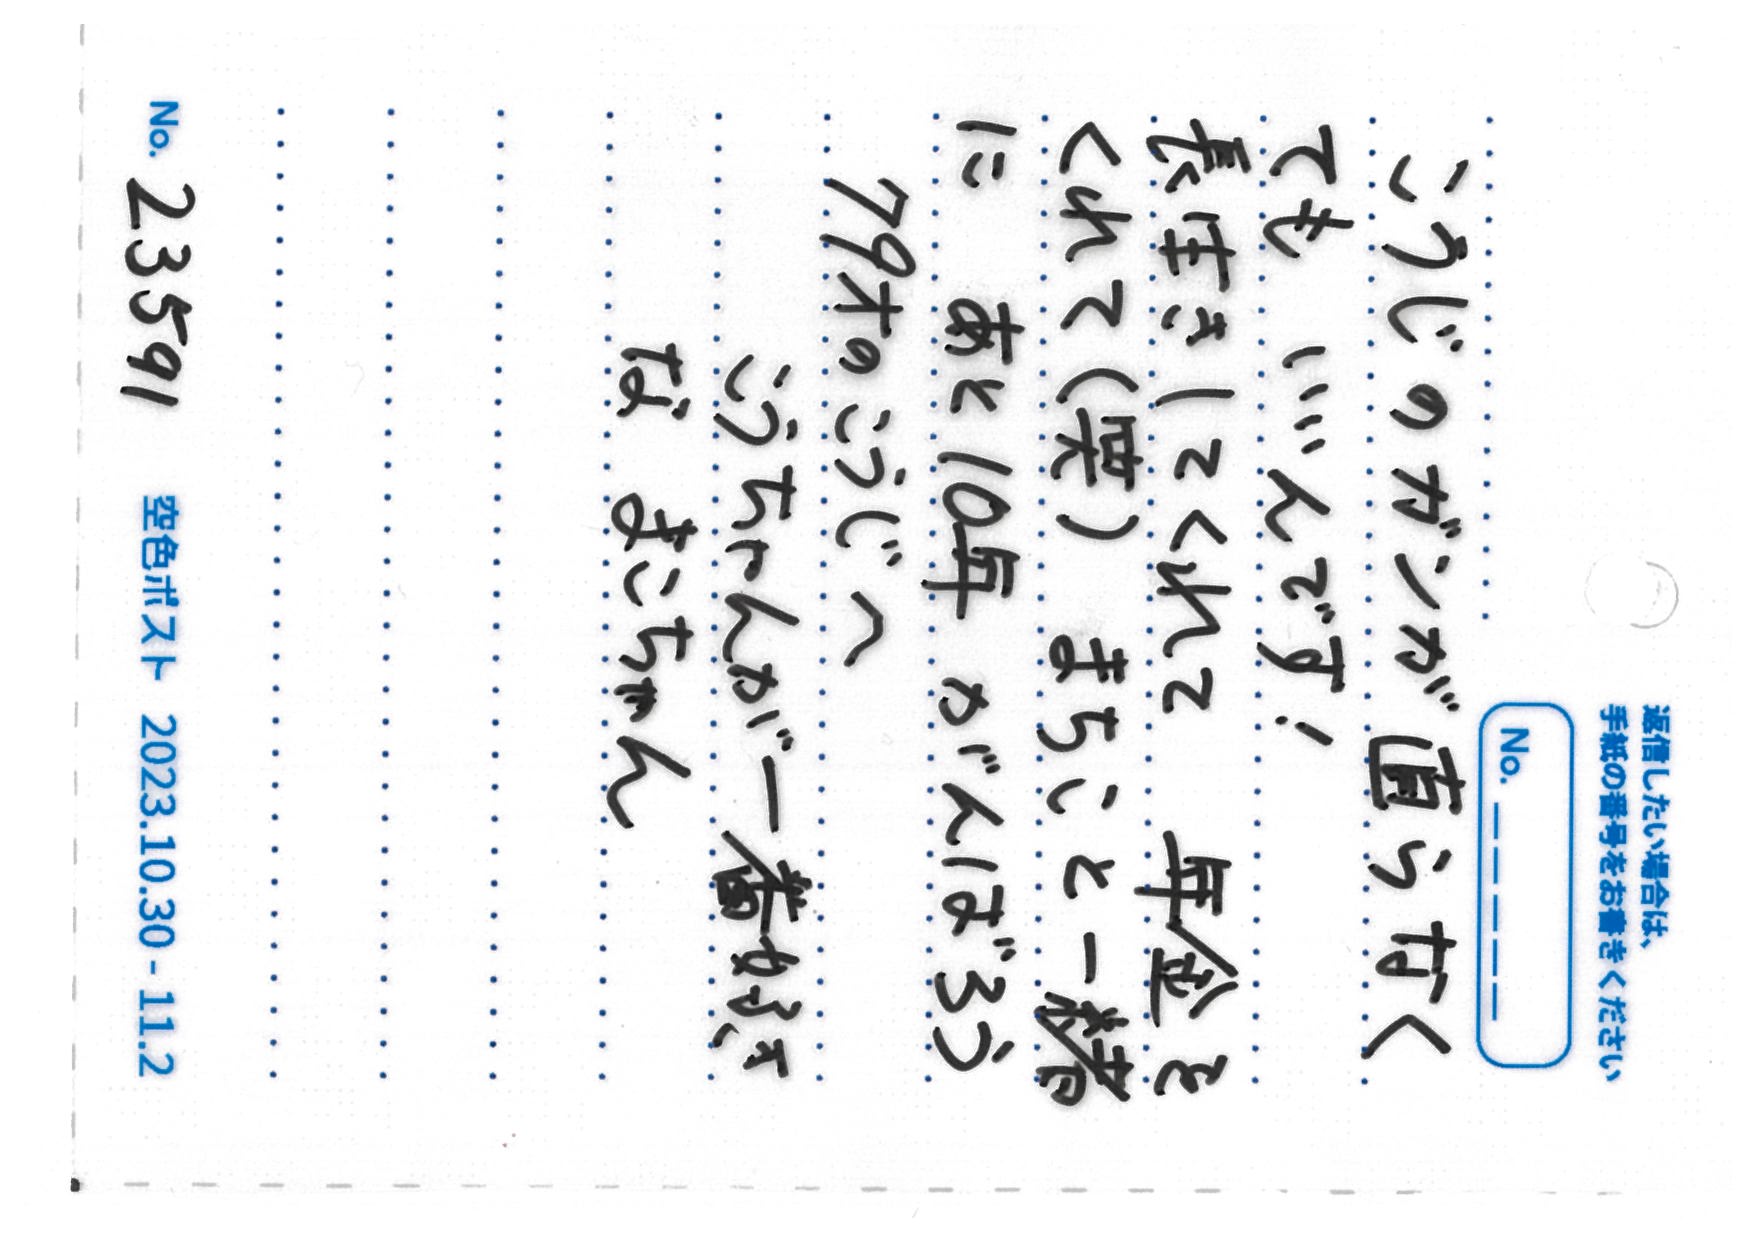 返信したい場合は、
手紙の番号をお書きください
No. _ _ _ _ _
こうじのガンが直らなく
ても いいんです!
長生きしてくれて 年金を
くれて(笑) まちこと一緒
に あと10年 がんばろう
79才のこうじへ
こうちゃんが一番好き
な まこちゃん
No. 23591 空色ポスト 2023.10.30 - 11.2